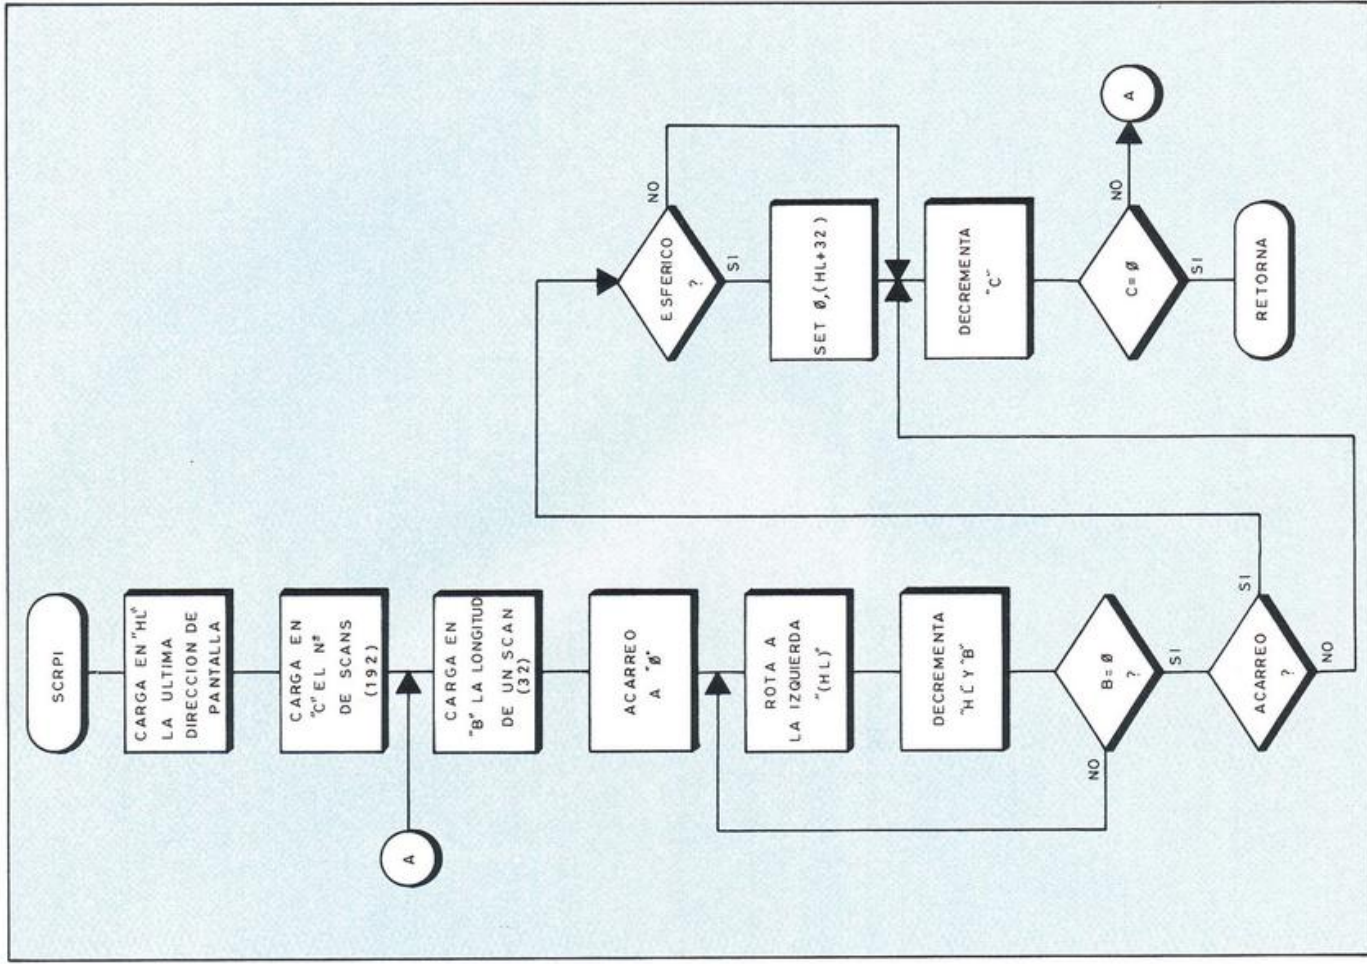 SCRPI
CARGA EN "HL"
LA ULTIMA
DIRECCION DE
PANTALLA
CARGA EN
"C" EL Nº
DE SCANS
(192)
A
CARGA EN
"B" LA LONGITUD
DE UN SCAN
(32)
ACARREO
A "Ø"
ROTA A
LA IZQUIERDA
"(HL)"
DECREMENTA
"HL" Y "B"
B=Ø
?
NO
SI
ACARREO
?
SI
NO
ESFERICO
?
NO
SI
SET Ø,(HL+32)
DECREMENTA
"C"
C=Ø
NO
A
SI
RETORNA